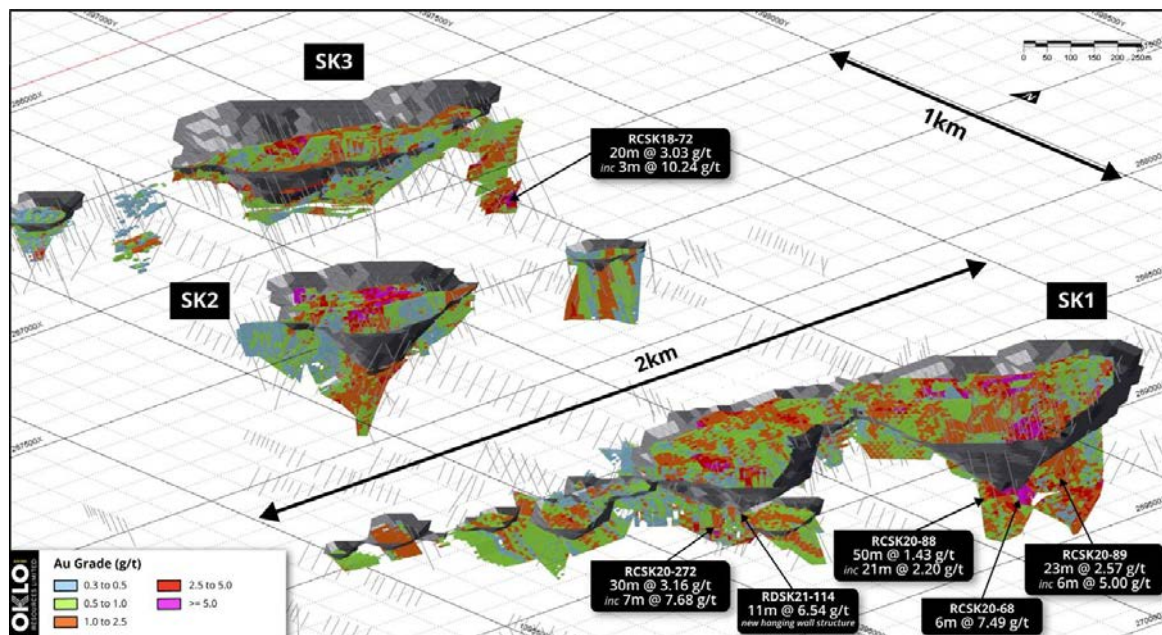 SK3
0 50 100 150 200 250m
N
1km
RCSK18-72
20m @ 3.03 g/t
inc 3m @ 10.24 g/t
SK2
SK1
2km
RCSK20-88
50m @ 1.43 g/t
inc 21m @ 2.20 g/t
RCSK20-89
23m @ 2.57 g/t
inc 6m @ 5.00 g/t
RCSK20-272
30m @ 3.16 g/t
inc 7m @ 7.68 g/t
RDSK21-114
11m @ 6.54 g/t
new hanging wall structure
RCSK20-68
6m @ 7.49 g/t
OKLO
RESOURCES LIMITED
Au Grade (g/t)
0.3 to 0.5
2.5 to 5.0
0.5 to 1.0
>= 5.0
1.0 to 2.5
268000X
267000X
267500X